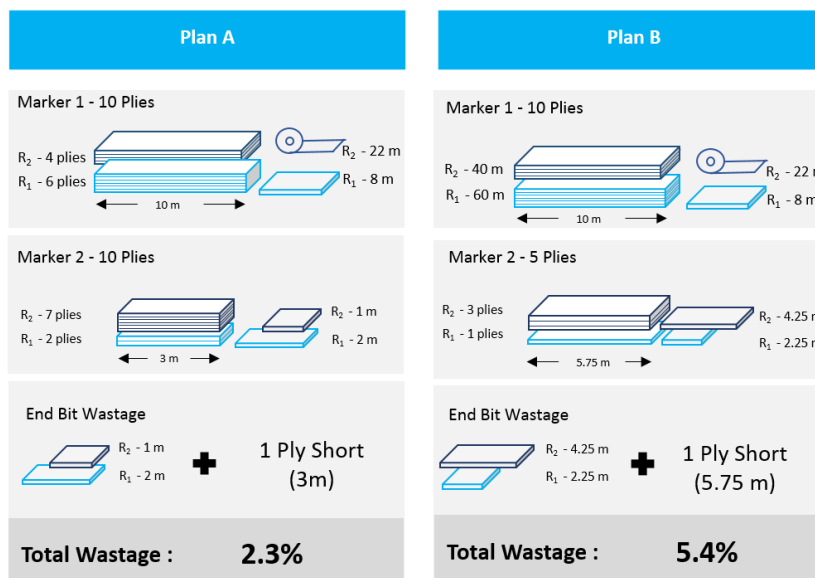 Plan A
Marker 1 - 10 Plies
R₂ - 4 plies
R₁ - 6 plies
R₂ - 22 m
R₁ - 8 m
10 m
Marker 2 - 10 Plies
R₂ - 7 plies
R₁ - 2 plies
R₂ - 1 m
R₁ - 2 m
3 m
End Bit Wastage
R₂ - 1 m
R₁ - 2 m
1 Ply Short
(3m)
Total Wastage : 2.3%
Plan B
Marker 1 - 10 Plies
R₂ - 40 m
R₁ - 60 m
R₂ - 22 m
R₁ - 8 m
10 m
Marker 2 - 5 Plies
R₂ - 3 plies
R₁ - 1 plies
R₂ - 4.25 m
R₁ - 2.25 m
5.75 m
End Bit Wastage
R₂ - 4.25 m
R₁ - 2.25 m
1 Ply Short
(5.75 m)
Total Wastage : 5.4%